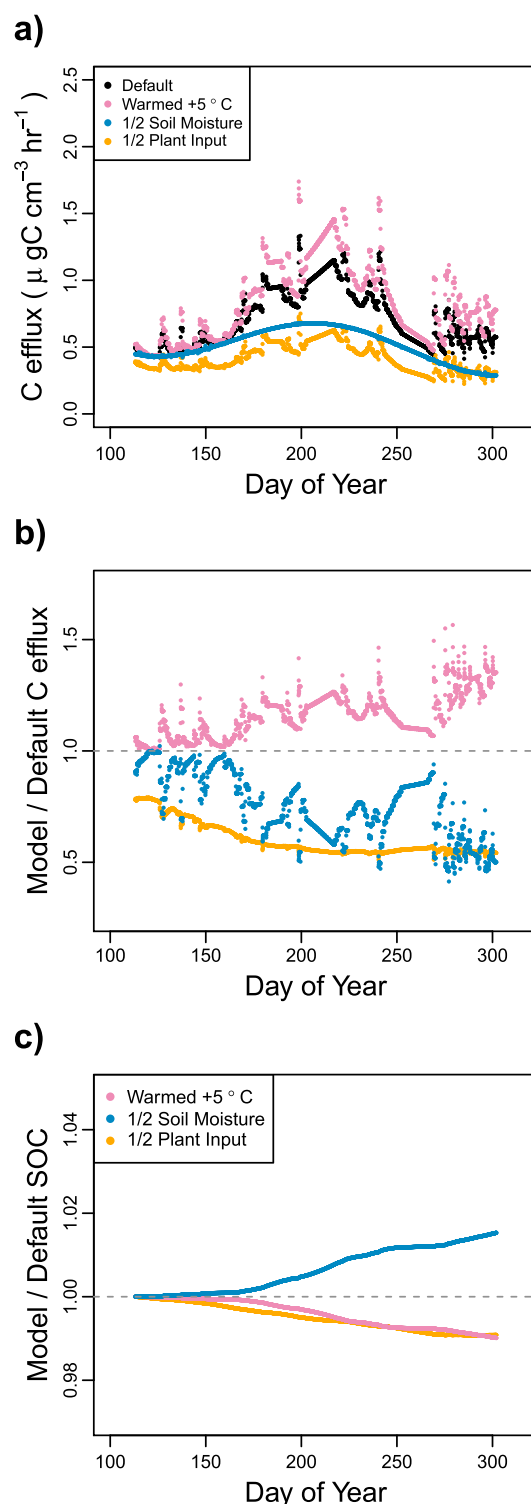 a)
C efflux ( μ gC cm⁻³ hr⁻¹ )
2.5
2.0
1.5
1.0
0.5
0.0
Default
Warmed +5 ° C
1/2 Soil Moisture
1/2 Plant Input
100 150 200 250 300
Day of Year
b)
Model / Default C efflux
1.5
1.0
0.5
100 150 200 250 300
Day of Year
c)
Model / Default SOC
1.04
1.02
1.00
0.98
Warmed +5 ° C
1/2 Soil Moisture
1/2 Plant Input
100 150 200 250 300
Day of Year